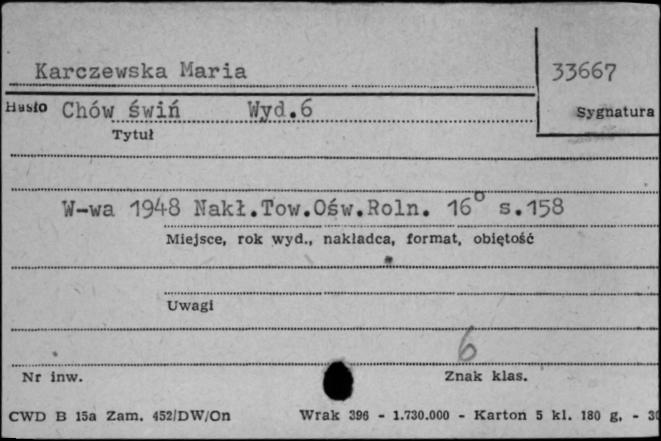 Karczewska Maria
33667
Hasło Chów świń Wyd.6
Sygnatura
Tytuł
W-wa 1948 Nakł.Tow.Ośw.Roln. 16° s.158
Miejsce, rok wyd., nakładca, format, objętość
Uwagi
6
Nr inw. Znak klas.
CWD B 15a Zam. 452/DW/On Wrak 396 - 1.730.000 - Karton 5 kl. 180 g, -